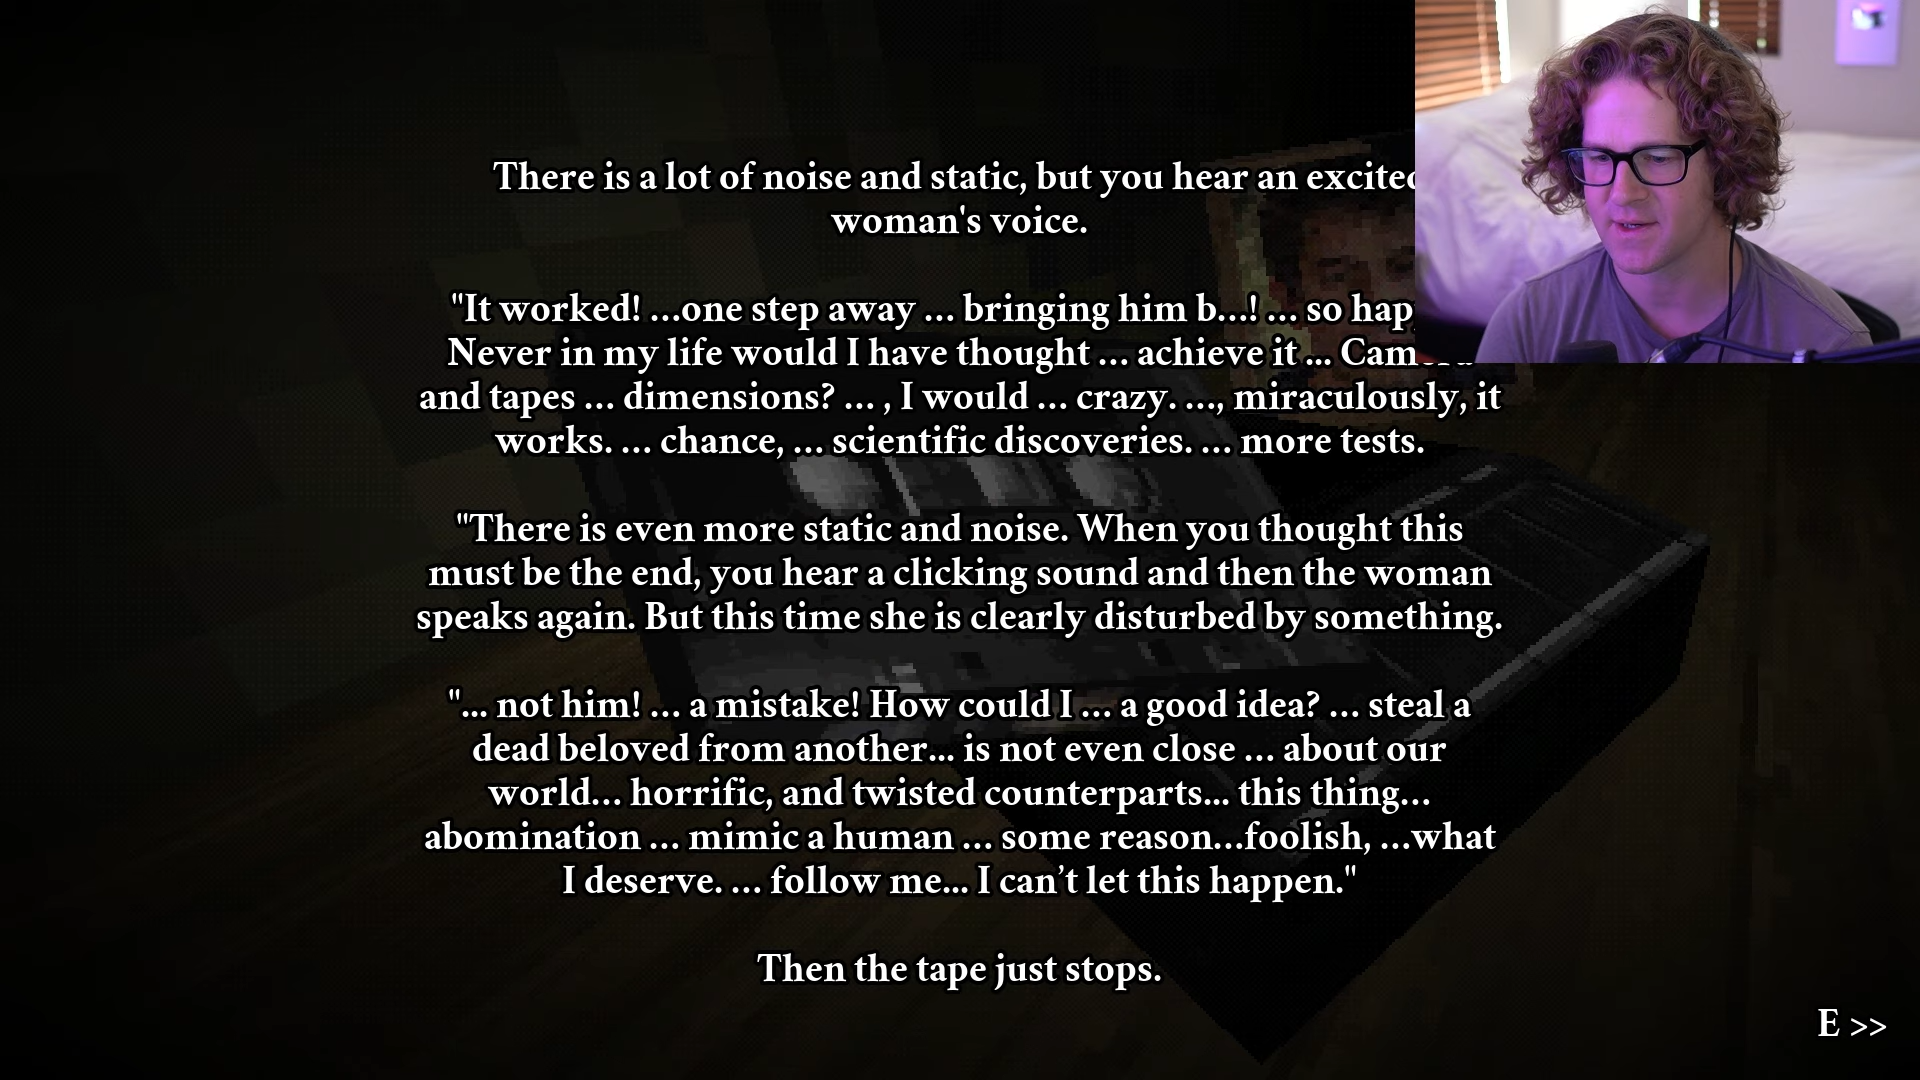 There is a lot of noise and static, but you hear an excited
woman's voice.
"It worked! ...one step away ... bringing him b...! ... so
Never in my life would I have thought ... achieve it ...
and tapes ... dimensions? ... , I would ... crazy. ..., miraculously, it
works. ... chance, ... scientific discoveries. ... more tests.
"There is even more static and noise. When you thought this
must be the end, you hear a clicking sound and then the woman
speaks again. But this time she is clearly disturbed by something.
"... not him! ... a mistake! How could I ... a good idea? ... steal a
dead beloved from another... is not even close ... about our
world... horrific, and twisted counterparts... this thing...
abomination ... mimic a human ... some reason...foolish, ...what
I deserve. ... follow me... I can’t let this happen."
Then the tape just stops.
E >>